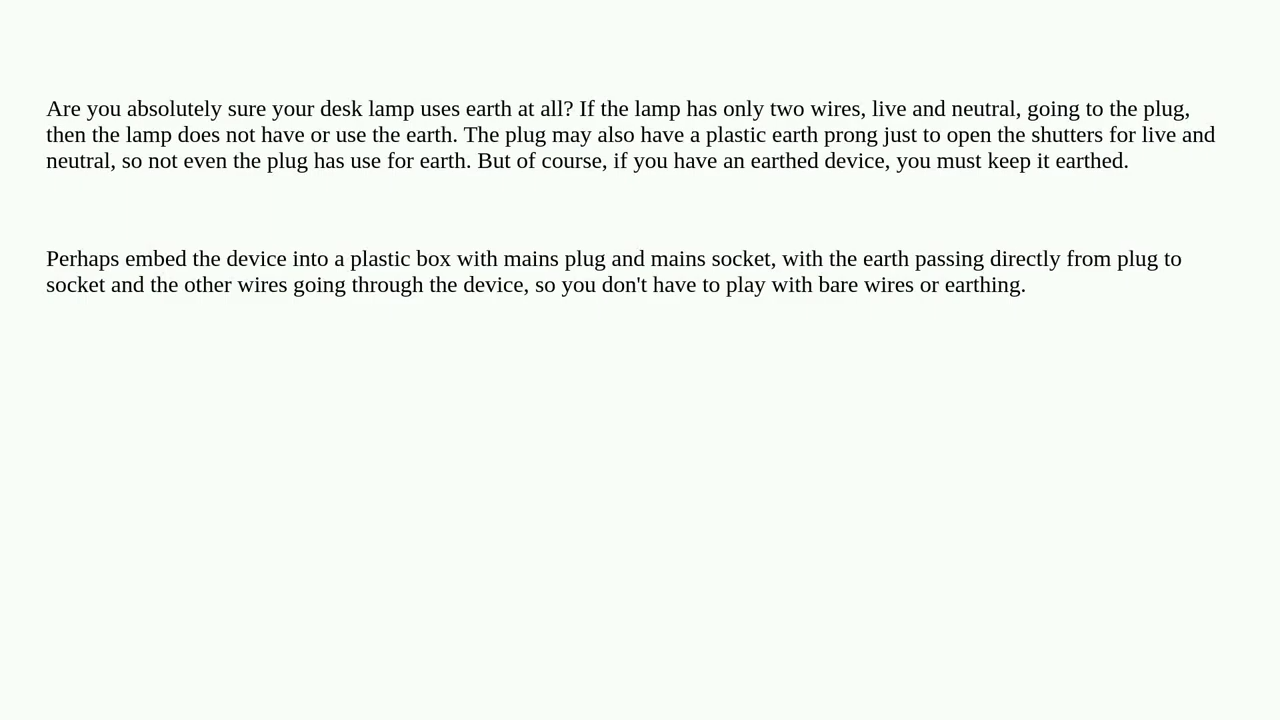 Are you absolutely sure your desk lamp uses earth at all? If the lamp has only two wires, live and neutral, going to the plug,
then the lamp does not have or use the earth. The plug may also have a plastic earth prong just to open the shutters for live and
neutral, so not even the plug has use for earth. But of course, if you have an earthed device, you must keep it earthed.
Perhaps embed the device into a plastic box with mains plug and mains socket, with the earth passing directly from plug to
socket and the other wires going through the device, so you don't have to play with bare wires or earthing.